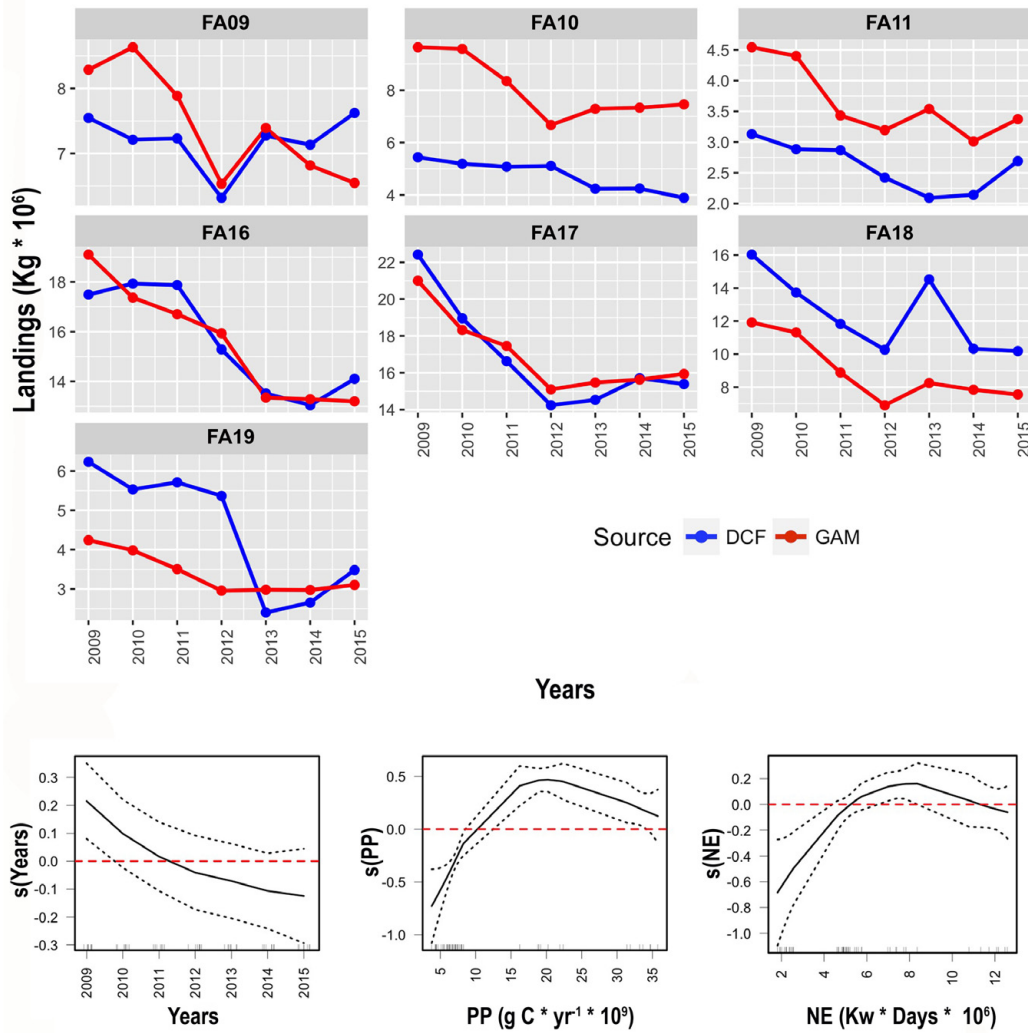 FA09
FA10
FA11
8
7
8
6
4
4.5
4.0
3.5
3.0
2.5
2.0
Landings (Kg * 10⁶)
FA16
FA17
FA18
18
16
14
22
20
18
16
14
16
14
12
10
8
2009 2010 2011 2012 2013 2014 2015
2009 2010 2011 2012 2013 2014 2015
FA19
6
5
4
3
2009 2010 2011 2012 2013 2014 2015
Source DCF GAM
Years
s(Years)
0.3
0.2
0.1
0.0
-0.1
-0.2
-0.3
2009 2010 2011 2012 2013 2014 2015
Years
s(PP)
0.5
0.0
-1.0
5 10 15 20 25 30 35
PP (g C * yr⁻¹ * 10⁹)
s(NE)
0.2
0.0
-0.2
-0.4
-0.6
-0.8
-1.0
2 4 6 8 10 12
NE (Kw * Days * 10⁶)